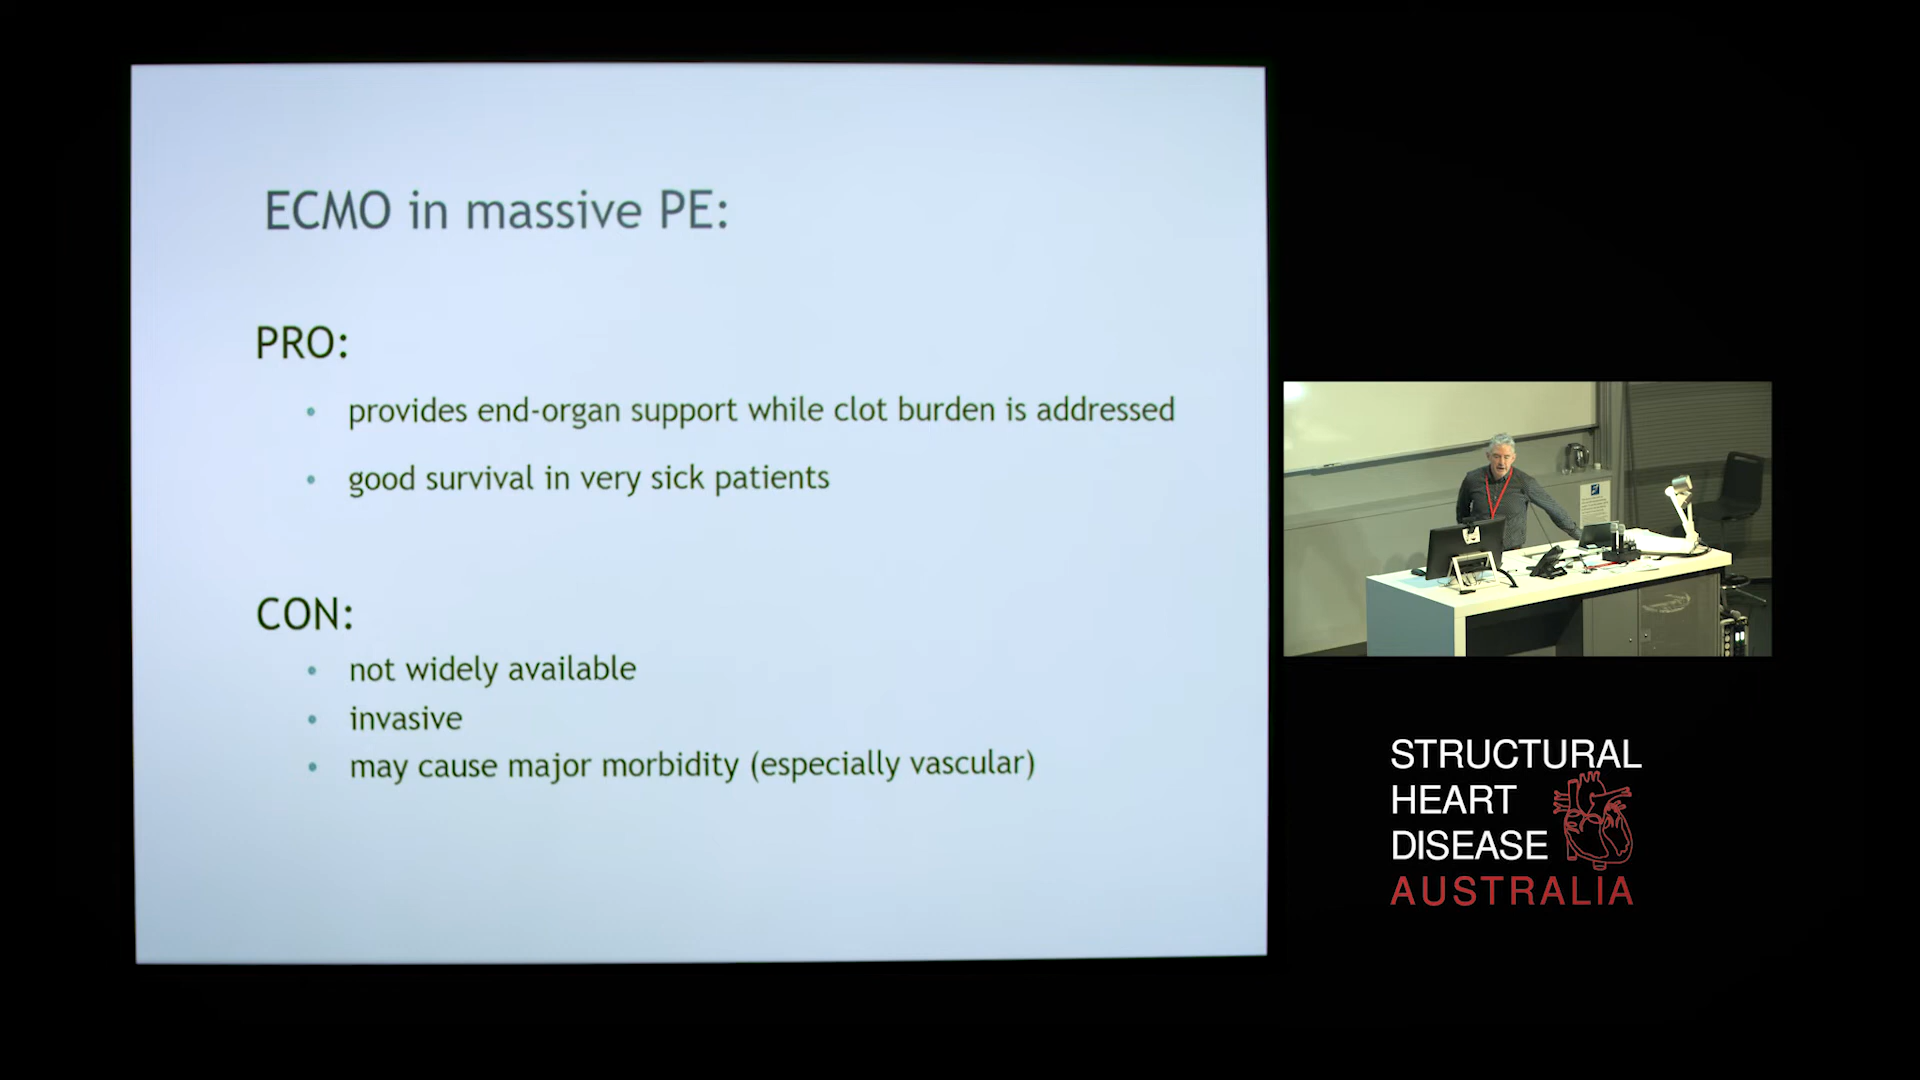 ECMO in massive PE:
PRO:
• provides end-organ support while clot burden is addressed
• good survival in very sick patients
CON:
• not widely available
• invasive
• may cause major morbidity (especially vascular)
STRUCTURAL
HEART
DISEASE
AUSTRALIA